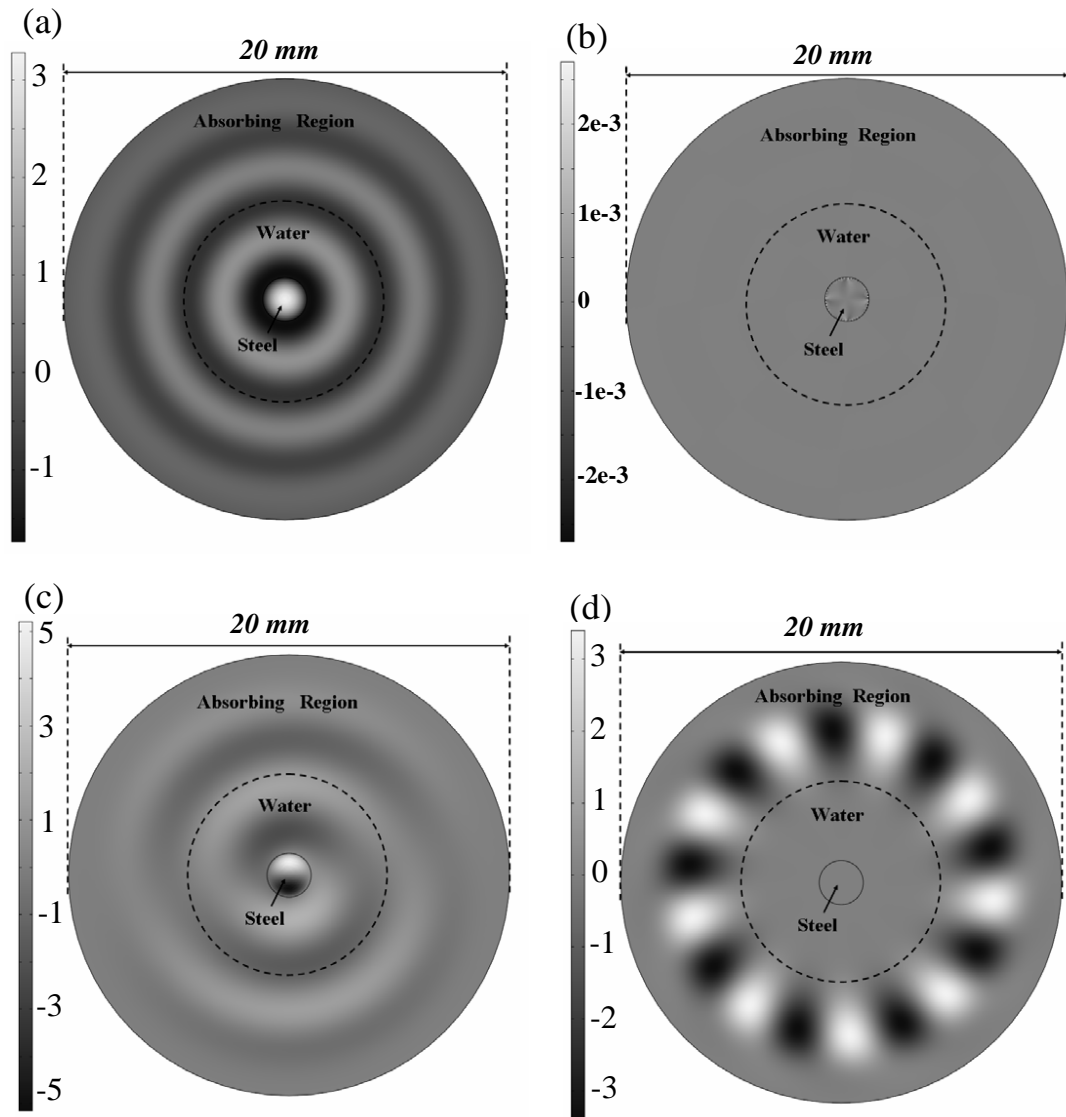 (a)
20 mm
3
2
1
0
-1
Absorbing Region
Water
Steel
(b)
20 mm
2e-3
1e-3
0
-1e-3
-2e-3
Absorbing Region
Water
Steel
(c)
20 mm
5
3
1
-1
-3
-5
Absorbing Region
Water
Steel
(d)
20 mm
3
2
1
0
-1
-2
-3
Absorbing Region
Water
Steel